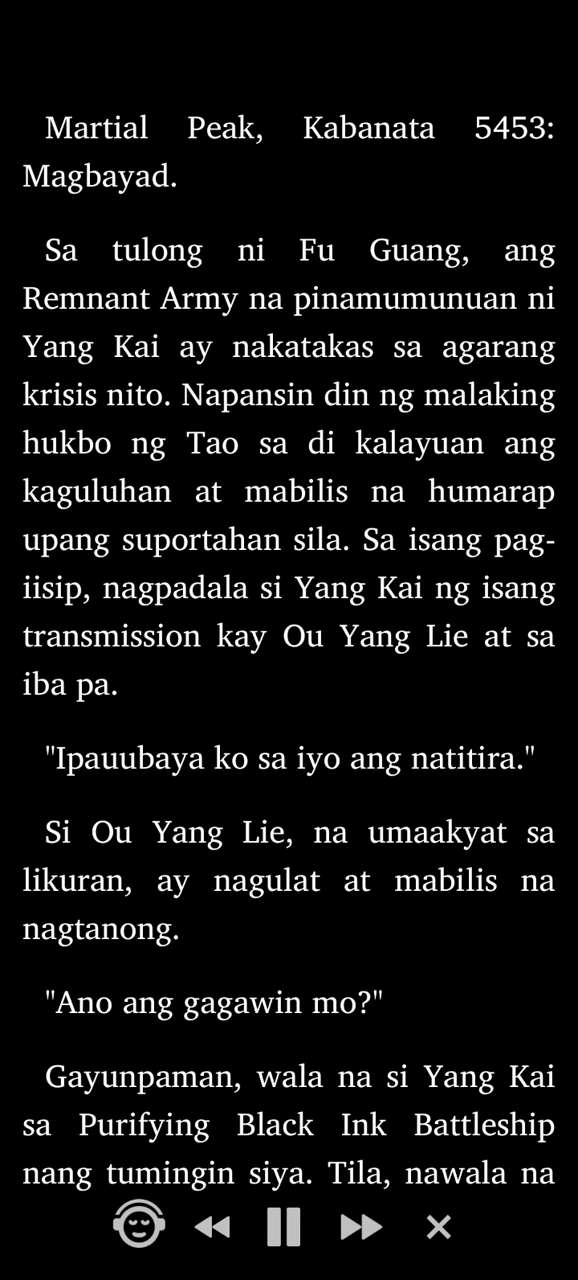 Martial Peak, Kabanata 5453:
Magbayad.
Sa tulong ni Fu Guang, ang
Remnant Army na pinamumunuan ni
Yang Kai ay nakatakas sa agarang
krisis nito. Napansin din ng malaking
hukbo ng Tao sa di kalayuan ang
kaguluhan at mabilis na humarap
upang suportahan sila. Sa isang pag-
iisip, nagpadala si Yang Kai ng isang
transmission kay Ou Yang Lie at sa
iba pa.
"Ipauubaya ko sa iyo ang natitira."
Si Ou Yang Lie, na umaakyat sa
likuran, ay nagulat at mabilis na
nagtanong.
"Ano ang gagawin mo?"
Gayunpaman, wala na si Yang Kai
sa Purifying Black Ink Battleship
nang tumingin siya. Tila, nawala na